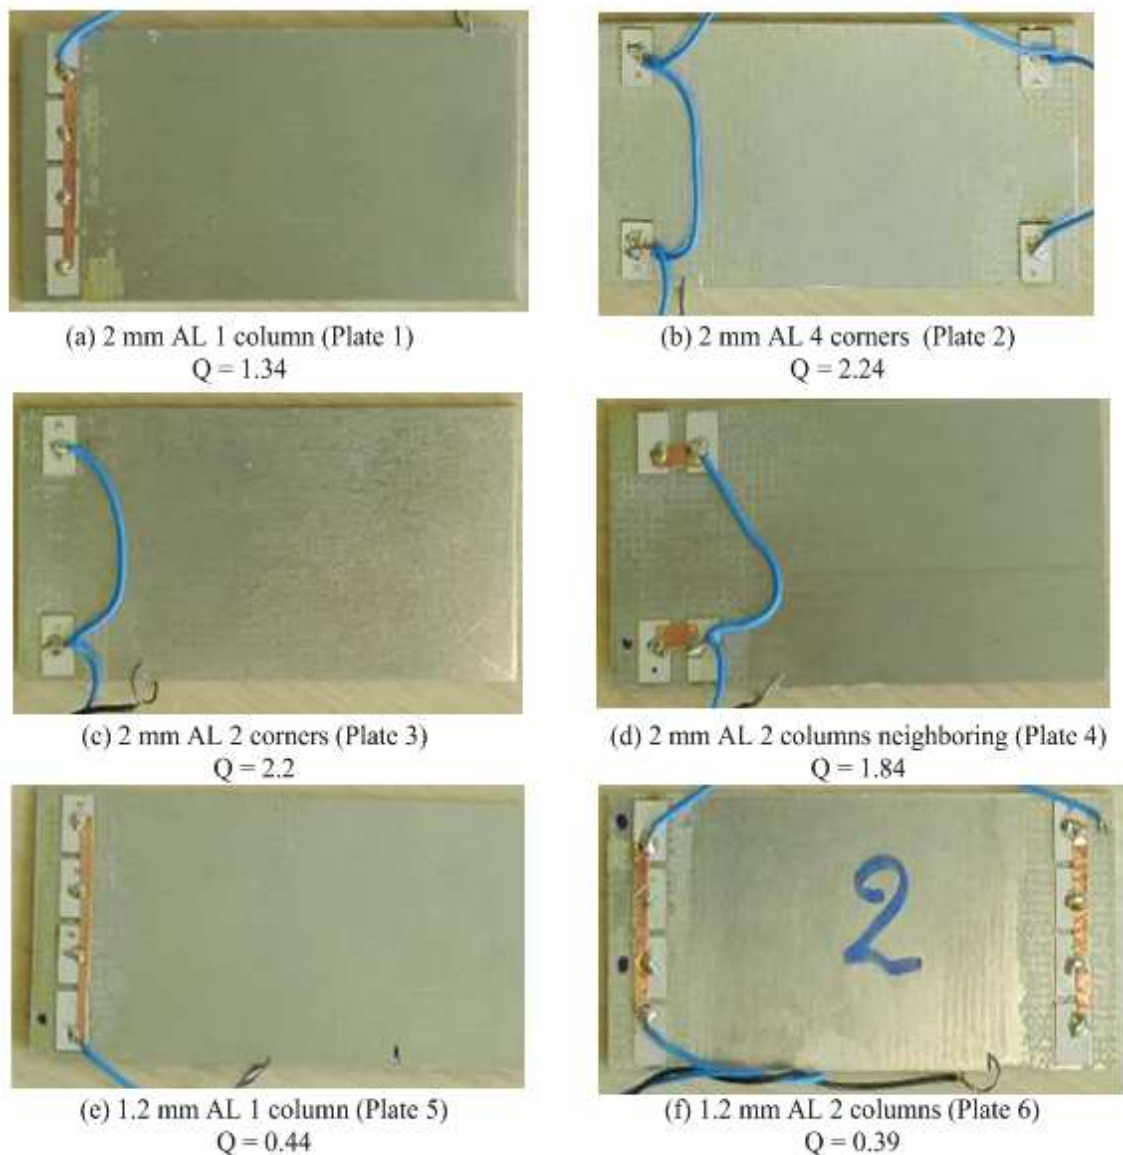 (a) 2 mm AL 1 column (Plate 1)
Q = 1.34
(b) 2 mm AL 4 corners (Plate 2)
Q = 2.24
(c) 2 mm AL 2 corners (Plate 3)
Q = 2.2
(d) 2 mm AL 2 columns neighboring (Plate 4)
Q = 1.84
2
(e) 1.2 mm AL 1 column (Plate 5)
Q = 0.44
(f) 1.2 mm AL 2 columns (Plate 6)
Q = 0.39